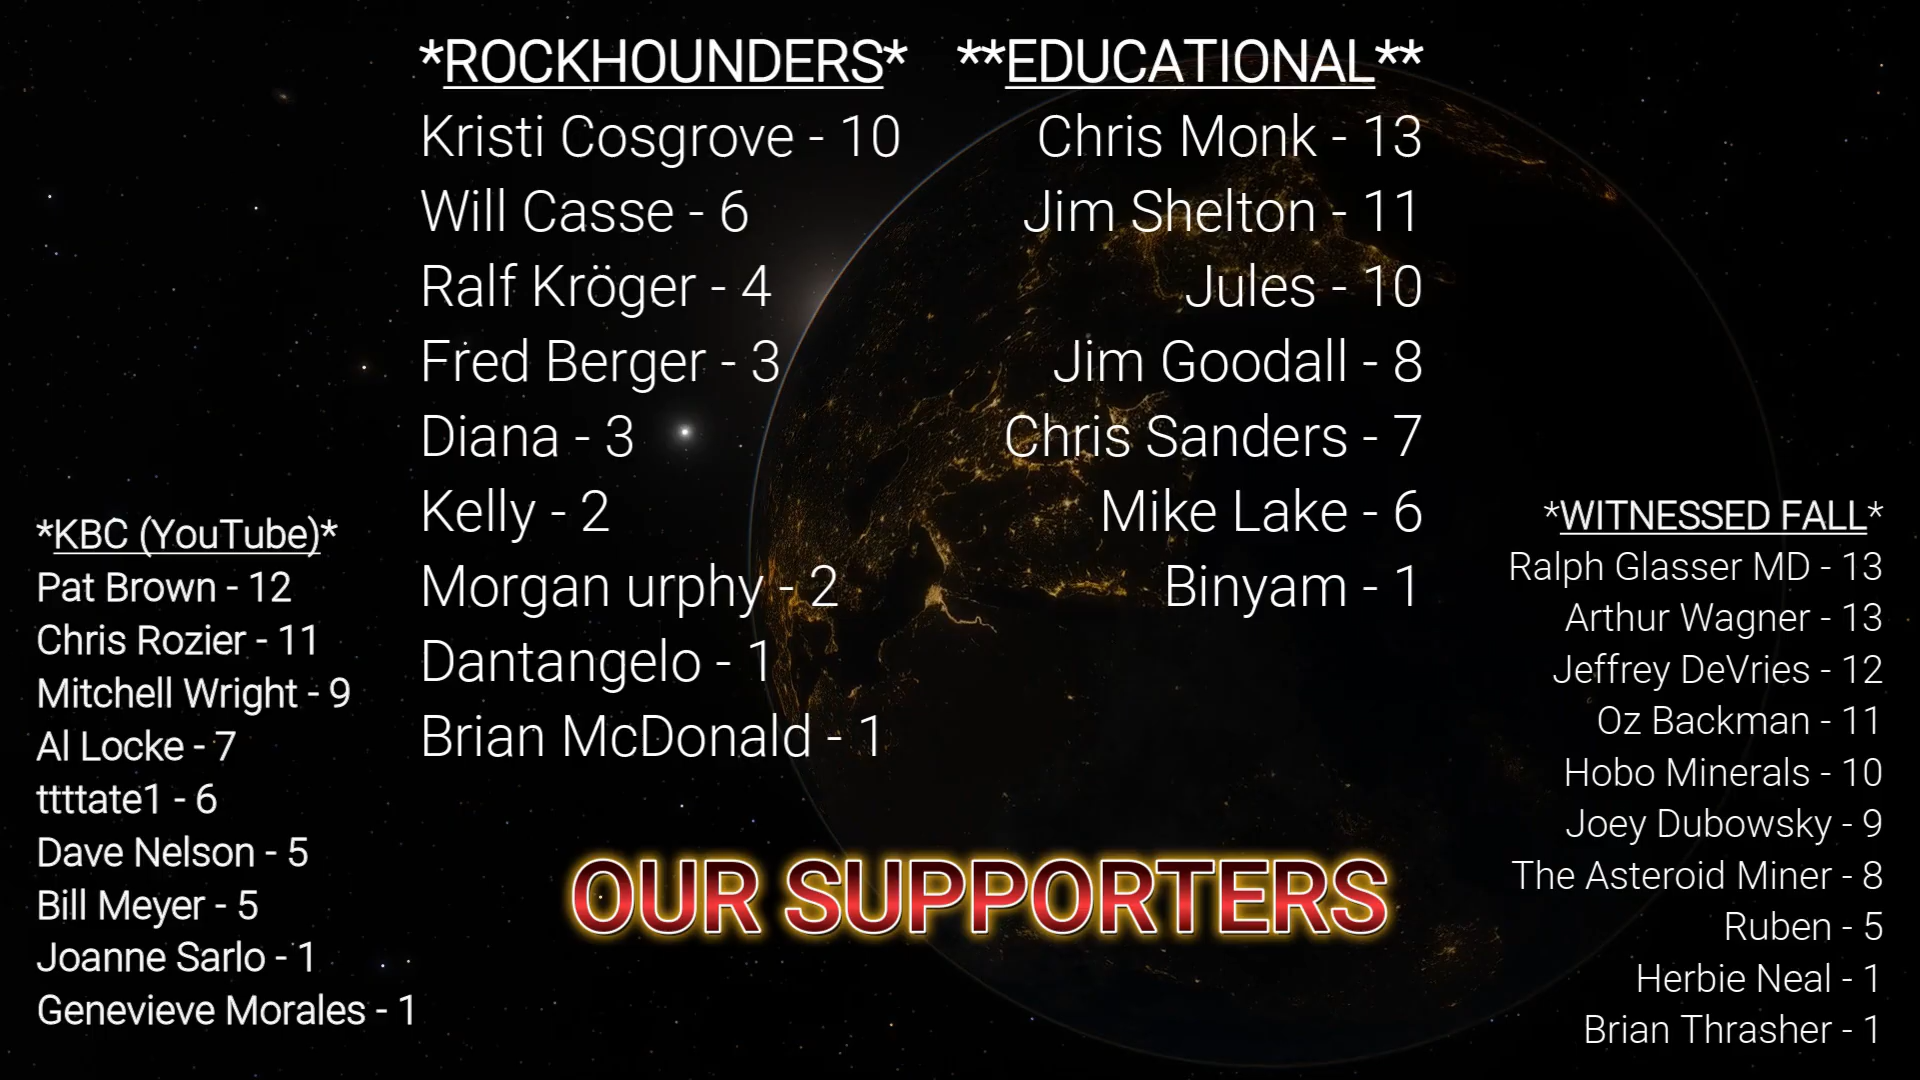 *ROCKHOUNDERS*
Kristi Cosgrove - 10
Will Casse - 6
Ralf Kröger - 4
Fred Berger - 3
Diana - 3
Kelly - 2
Morgan urphy - 2
Dantangelo - 1
Brian McDonald - 1
**EDUCATIONAL**
Chris Monk - 13
Jim Shelton - 11
Jules - 10
Jim Goodall - 8
Chris Sanders - 7
Mike Lake - 6
Binyam - 1
*KBC (YouTube)*
Pat Brown - 12
Chris Rozier - 11
Mitchell Wright - 9
Al Locke - 7
ttttate1 - 6
Dave Nelson - 5
Bill Meyer - 5
Joanne Sarlo - 1
Genevieve Morales - 1
*WITNESSED FALL*
Ralph Glasser MD - 13
Arthur Wagner - 13
Jeffrey DeVries - 12
Oz Backman - 11
Hobo Minerals - 10
Joey Dubowsky - 9
The Asteroid Miner - 8
Ruben - 5
Herbie Neal - 1
Brian Thrasher - 1
OUR SUPPORTERS